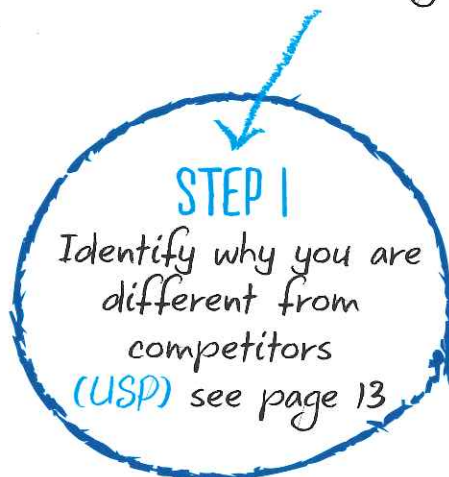 STEP 1
Identify why you are
different from
competitors
(USP) see page 13